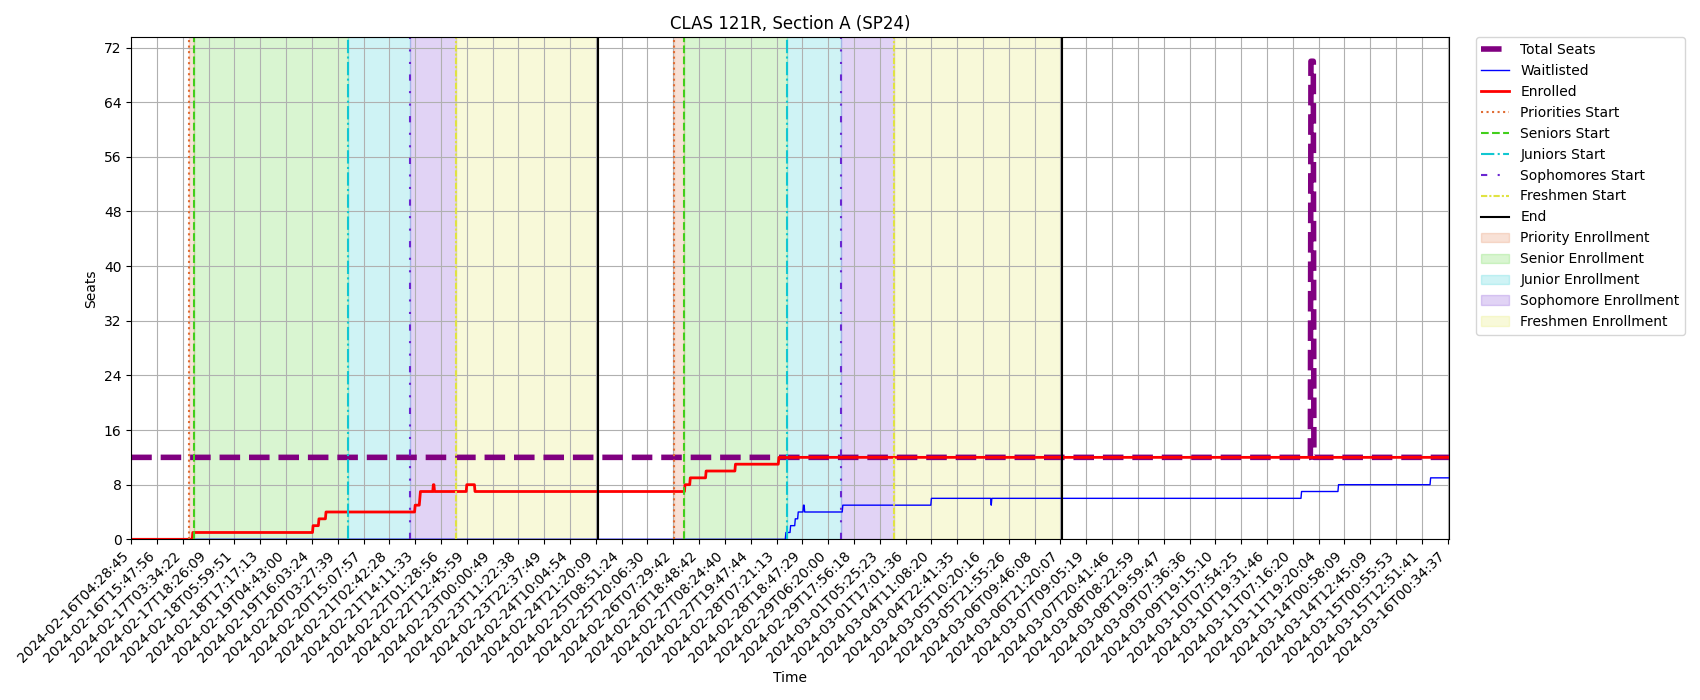 CLAS 121R, Section A (SP24)
Seats
72
64
56
48
40
32
24
16
8
0
Total Seats
Waitlisted
Enrolled
Priorities Start
Seniors Start
Juniors Start
Sophomores Start
Freshmen Start
End
Priority Enrollment
Senior Enrollment
Junior Enrollment
Sophomore Enrollment
Freshmen Enrollment
2024-02-16T04:28:45
2024-02-16T15:47:56
2024-02-17T03:34:22
2024-02-17T18:26:09
2024-02-18T05:59:51
2024-02-18T17:17:13
2024-02-19T04:43:00
2024-02-19T16:03:24
2024-02-20T03:27:39
2024-02-20T15:07:57
2024-02-21T02:42:28
2024-02-21T14:11:33
2024-02-22T01:28:56
2024-02-22T12:45:59
2024-02-23T00:00:49
2024-02-23T11:22:38
2024-02-23T22:37:49
2024-02-24T10:04:54
2024-02-24T21:20:09
2024-02-25T08:51:24
2024-02-25T20:06:30
2024-02-26T07:29:42
2024-02-26T18:48:42
2024-02-27T08:24:40
2024-02-27T19:47:44
2024-02-28T07:21:13
2024-02-28T18:47:29
2024-02-29T06:20:00
2024-02-29T17:56:18
2024-03-01T05:25:23
2024-03-01T17:01:36
2024-03-04T11:08:20
2024-03-04T22:41:35
2024-03-05T10:20:16
2024-03-05T21:55:26
2024-03-06T09:46:08
2024-03-06T21:20:07
2024-03-07T09:05:19
2024-03-07T20:41:46
2024-03-08T08:22:59
2024-03-08T19:59:47
2024-03-09T07:36:36
2024-03-09T19:15:10
2024-03-10T07:54:25
2024-03-10T19:31:46
2024-03-11T07:16:20
2024-03-11T19:20:04
2024-03-14T00:58:09
2024-03-14T12:45:09
2024-03-15T00:55:53
2024-03-15T12:51:41
2024-03-16T00:34:37
Time